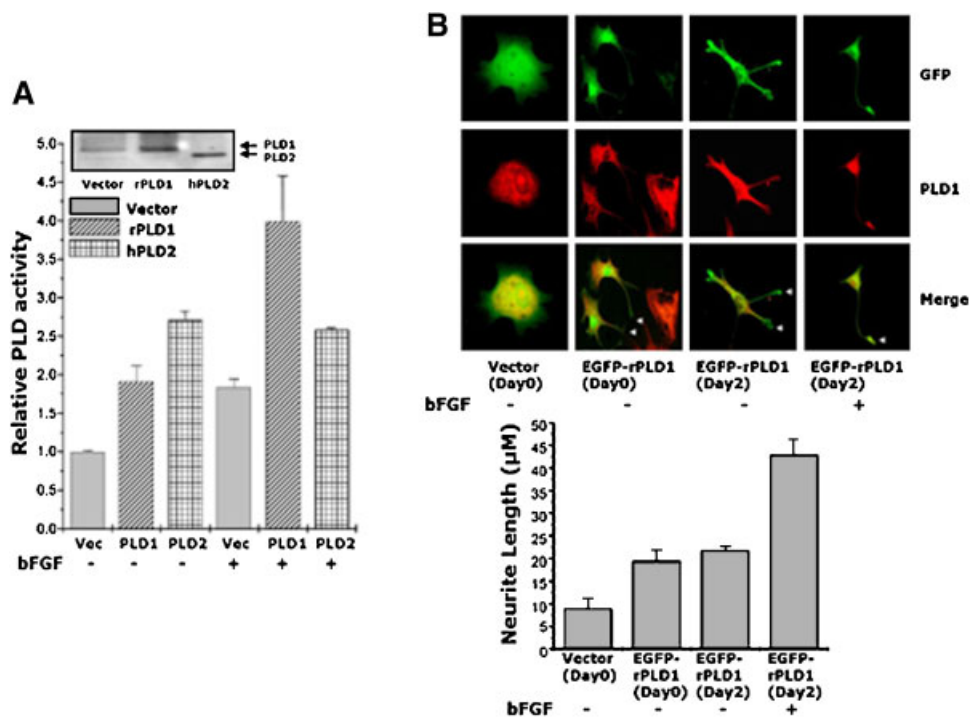 A
5.0
4.5
4.0
3.5
3.0
2.5
2.0
1.5
1.0
0.5
0.0
Relative PLD activity
PLD1
PLD2
Vector rPLD1 hPLD2
Vector
rPLD1
hPLD2
Vec PLD1 PLD2 Vec PLD1 PLD2
bFGF - - - + + +
B
GFP
PLD1
Merge
Vector (Day0)
EGFP-rPLD1 (Day0)
EGFP-rPLD1 (Day2)
EGFP-rPLD1 (Day2)
bFGF - - - +
50
45
40
35
30
25
20
15
10
5
0
Neurite Length (µM)
Vector (Day0)
EGFP-rPLD1 (Day0)
EGFP-rPLD1 (Day2)
EGFP-rPLD1 (Day2)
bFGF - - - +